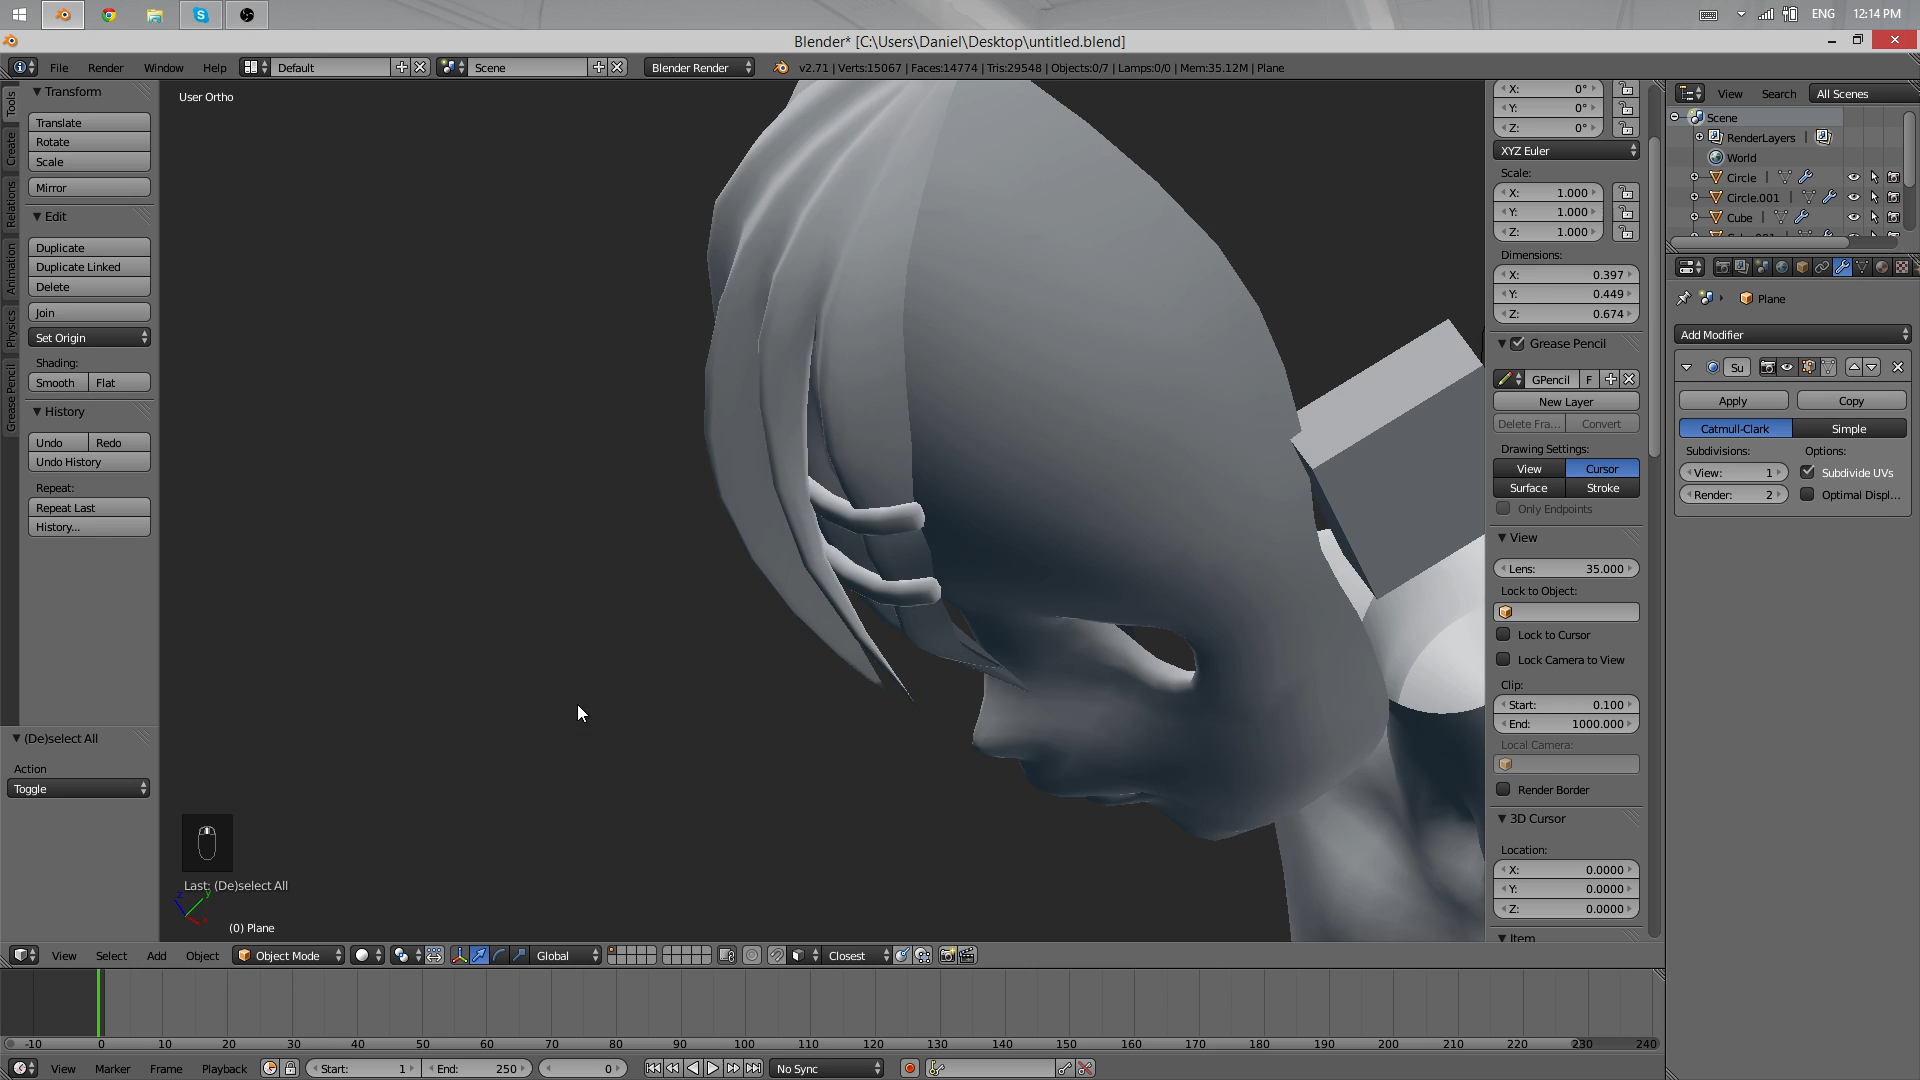 ENG 12:14 PM
Blender* [C:\Users\Daniel\Desktop\untitled.blend]
File Render Window Help Default Scene Blender Render v2.71 | Verts:15067 | Faces:14774 | Tris:29548 | Objects:0/7 | Lamps:0/0 | Mem:35.12M | Plane
Tools
Create
Relations
Animation
Physics
Grease Pencil
Transform
Translate
Rotate
Scale
Mirror
Edit
Duplicate
Duplicate Linked
Delete
Join
Set Origin
Shading:
Smooth Flat
History
Undo Redo
Undo History
Repeat:
Repeat Last
History...
(De)select All
Action
Toggle
User Ortho
Last: (De)select All
(0) Plane
X: 0°
Y: 0°
Z: 0°
XYZ Euler
Scale:
X: 1.000
Y: 1.000
Z: 1.000
Dimensions:
X: 0.397
Y: 0.449
Z: 0.674
Grease Pencil
GPencil F
New Layer
Delete Fra... Convert
Drawing Settings:
View Cursor
Surface Stroke
Only Endpoints
View
Lens: 35.000
Lock to Object:
Lock to Cursor
Lock Camera to View
Clip:
Start: 0.100
End: 1000.000
Local Camera:
Render Border
3D Cursor
Location:
X: 0.0000
Y: 0.0000
Z: 0.0000
Item
View Search All Scenes
Scene
RenderLayers
World
Circle
Circle.001
Cube
Plane
Add Modifier
Su
Apply Copy
Catmull-Clark Simple
Subdivisions: Options:
View: 1 Subdivide UVs
Render: 2 Optimal Displ...
View Select Add Object Object Mode Global Closest
-10 0 10 20 30 40 50 60 70 80 90 100 110 120 130 140 150 160 170 180 190 200 210 220 230 240
View Marker Frame Playback Start: 1 End: 250 0 No Sync